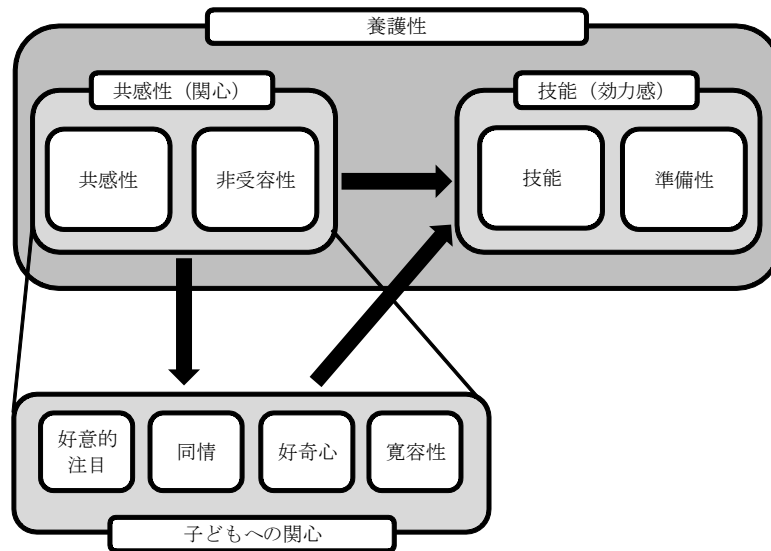 養護性
共感性（関心）
技能（効力感）
共感性
非受容性
技能
準備性
好意的
注目
同情
好奇心
寛容性
子どもへの関心